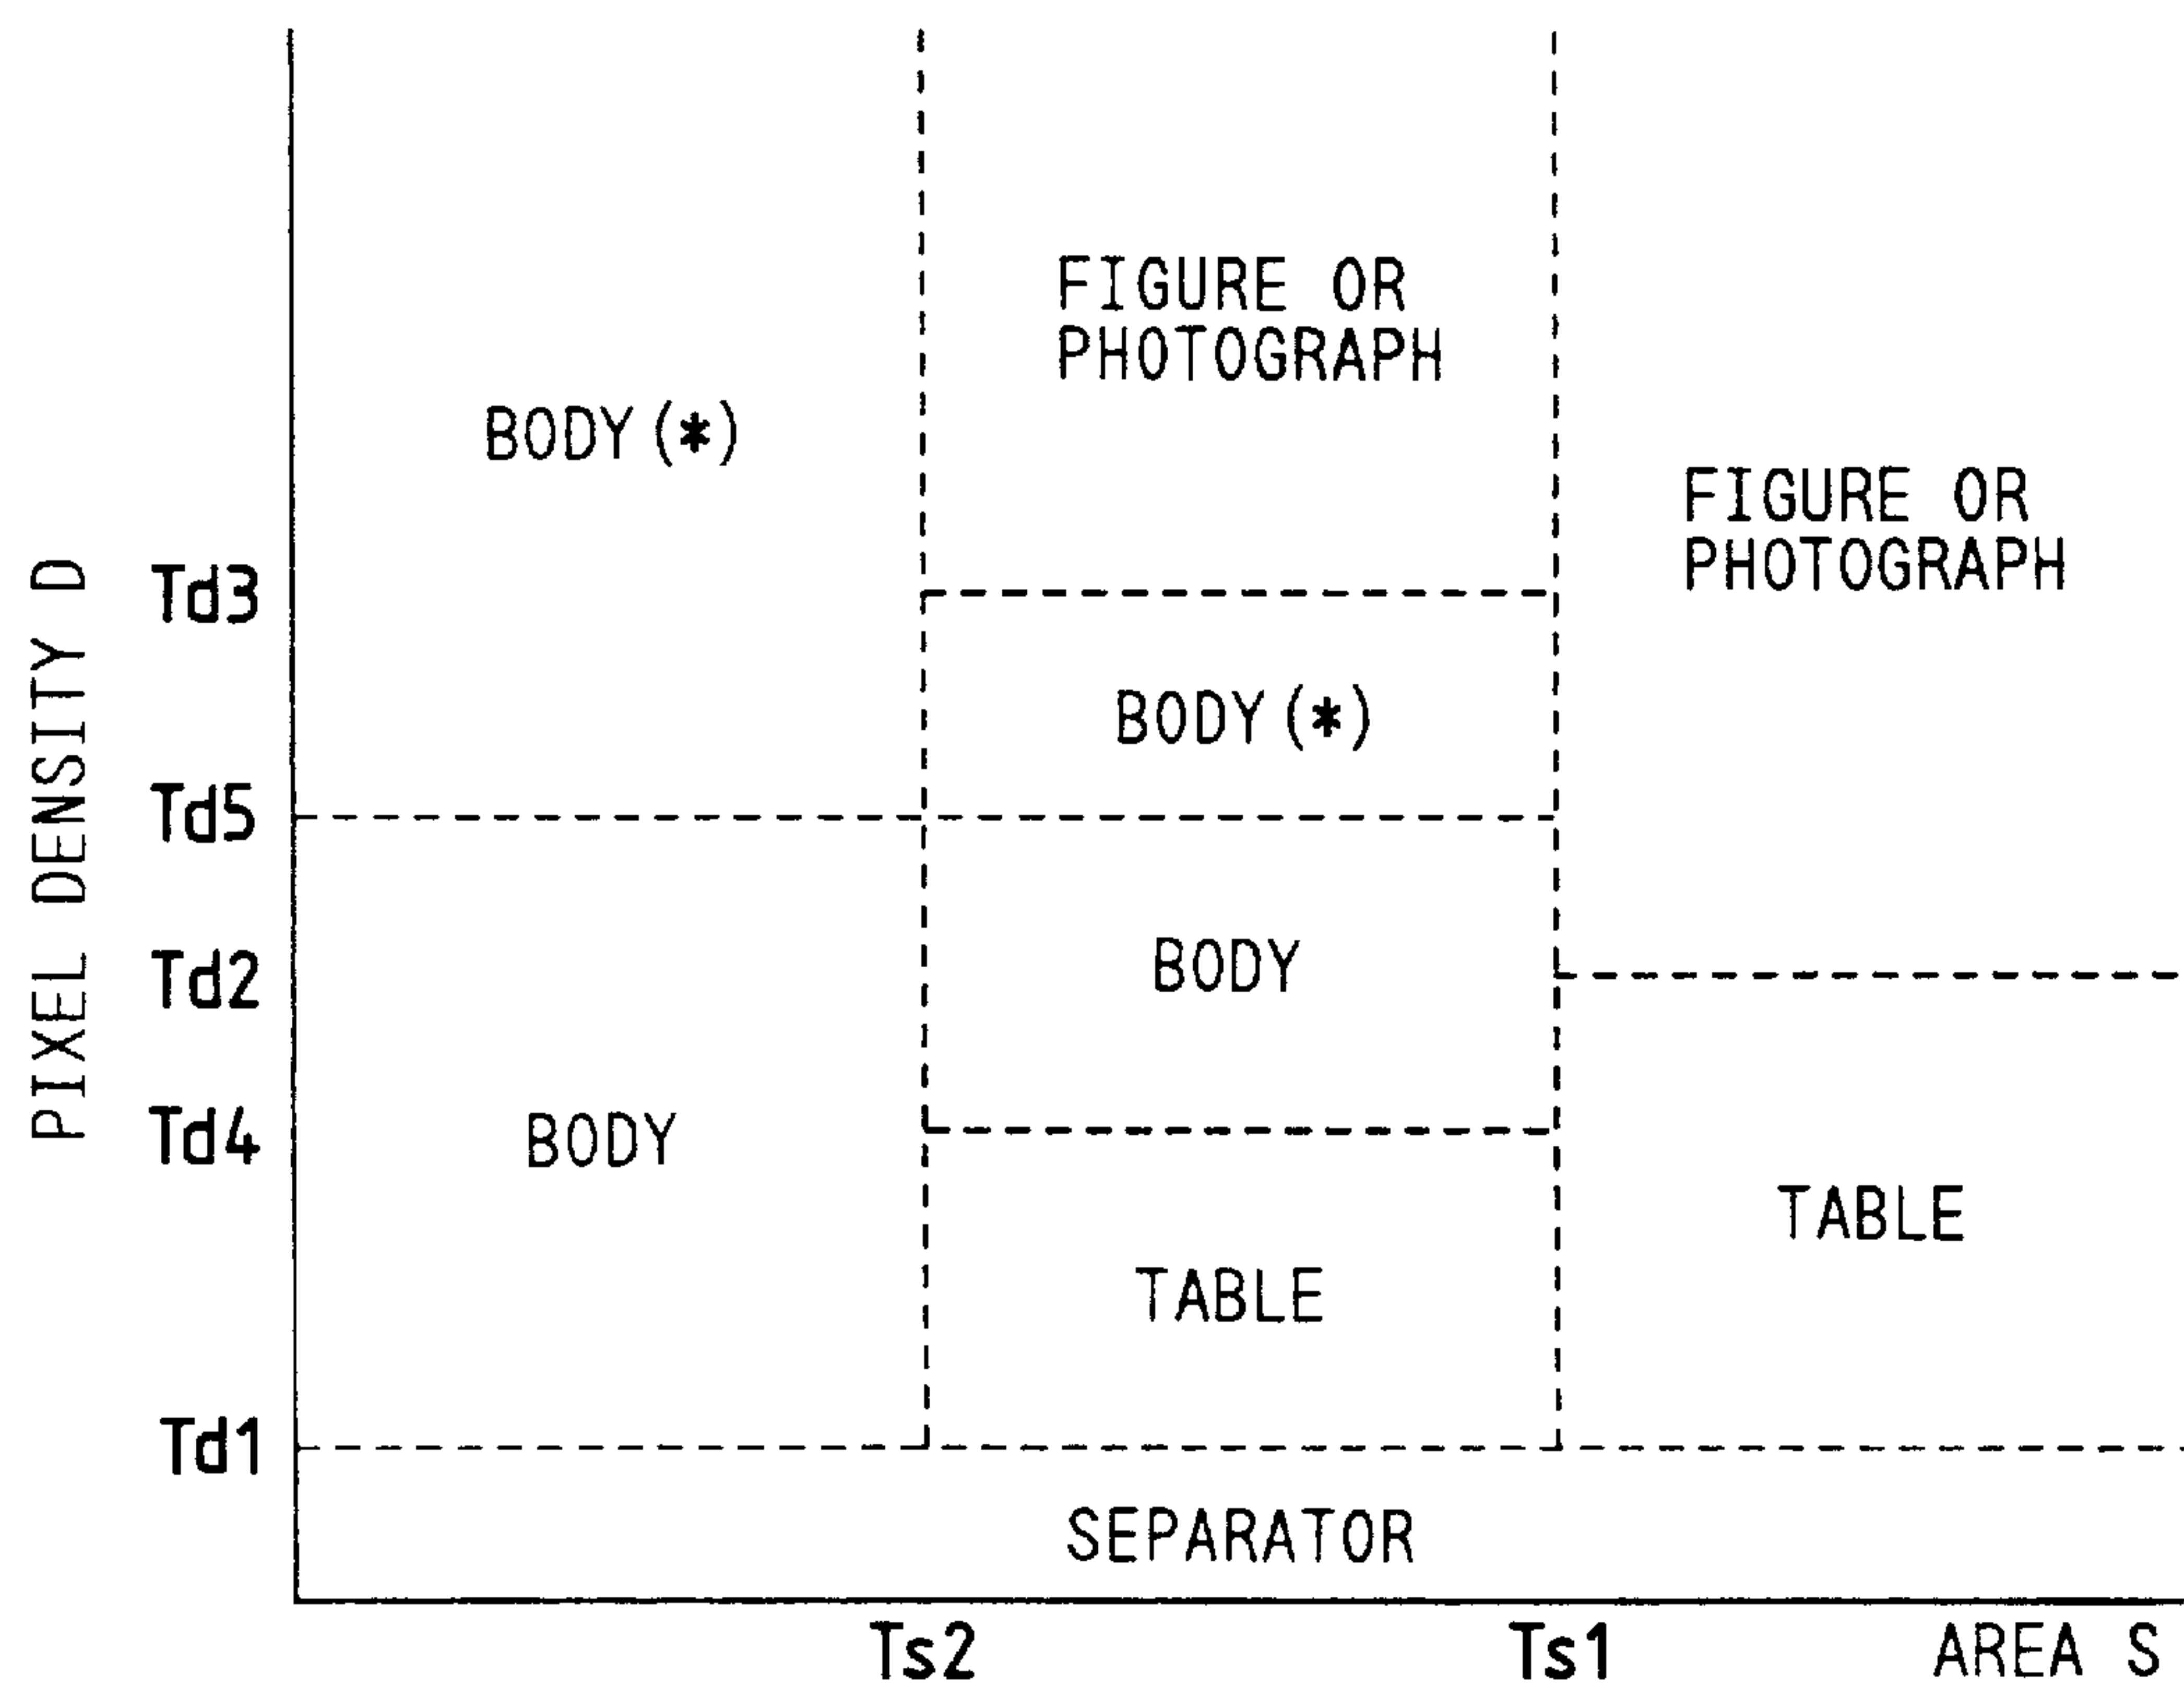 FIGURE OR
PHOTOGRAPH
BODY(*)
FIGURE OR
PHOTOGRAPH
PIXEL DENSITY D
Td3
BODY(*)
Td5
BODY
Td2
Td4
BODY
TABLE
TABLE
Td1
SEPARATOR
Ts2
Ts1
AREA S